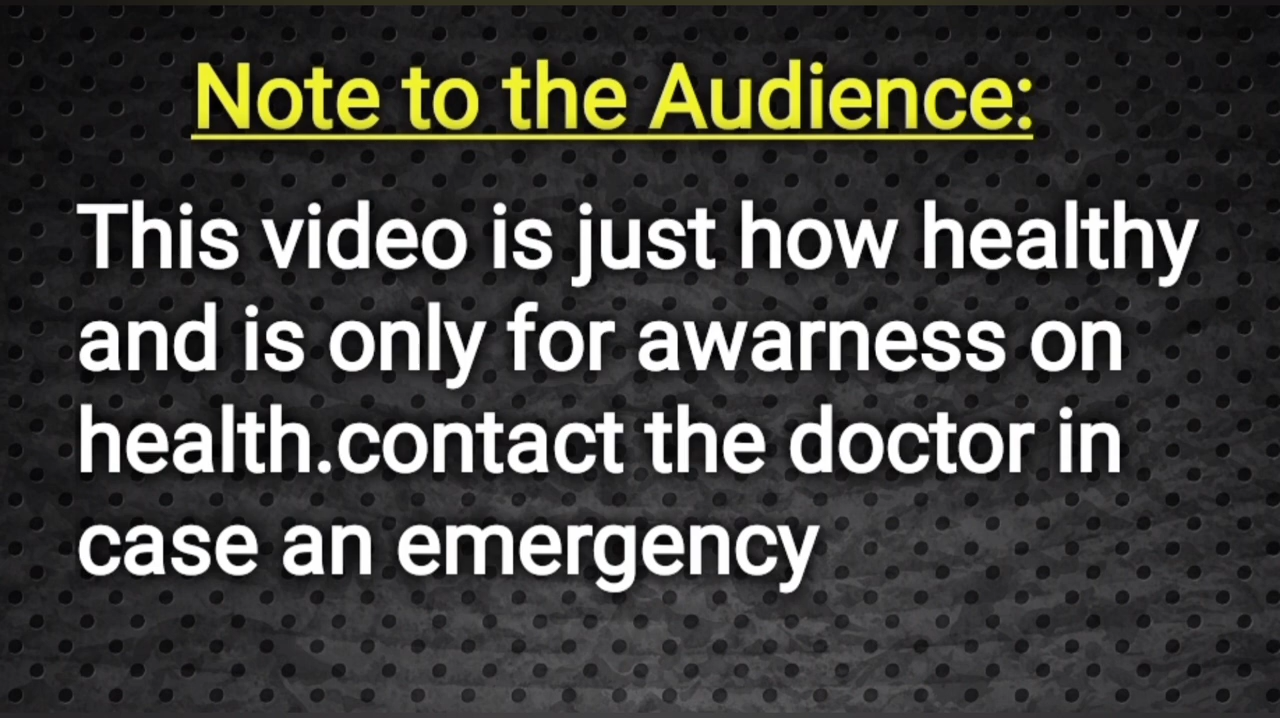 Note to the Audience:
This video is just how healthy
and is only for awarness on
health.contact the doctor in
case an emergency